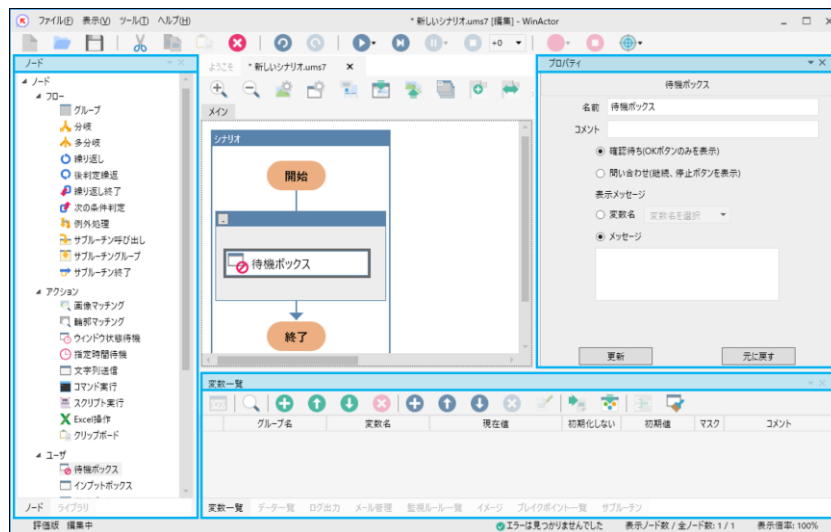 ファイル(F) 表示(V) ツール(T) ヘルプ(H)
* 新しいシナリオ.ums7 [編集] - WinActor
+0
ノード
ノード
フロー
グループ
分岐
多分岐
繰り返し
後判定繰返
繰り返し終了
次の条件判定
例外処理
サブルーチン呼び出し
サブルーチングループ
サブルーチン終了
アクション
画像マッチング
輪郭マッチング
ウィンドウ状態待機
指定時間待機
文字列送信
コマンド実行
スクリプト実行
Excel操作
クリップボード
ユーザ
待機ボックス
インプットボックス
ノード ライブラリ
ようこそ * 新しいシナリオ.ums7
メイン
シナリオ
開始
待機ボックス
終了
プロパティ
待機ボックス
名前 待機ボックス
コメント
確認待ち(OKボタンのみを表示)
問い合わせ(継続、停止ボタンを表示)
表示メッセージ
変数名 変数名を選択
メッセージ
更新 元に戻す
変数一覧
グループ名 変数名 現在値 初期化しない 初期値 マスク コメント
変数一覧 データ一覧 ログ出力 メール管理 監視ルール一覧 イメージ ブレイクポイント一覧 サブルーチン
評価版 編集中
エラーは見つかりませんでした 表示ノード数 / 全ノード数: 1 / 1 表示倍率: 100%